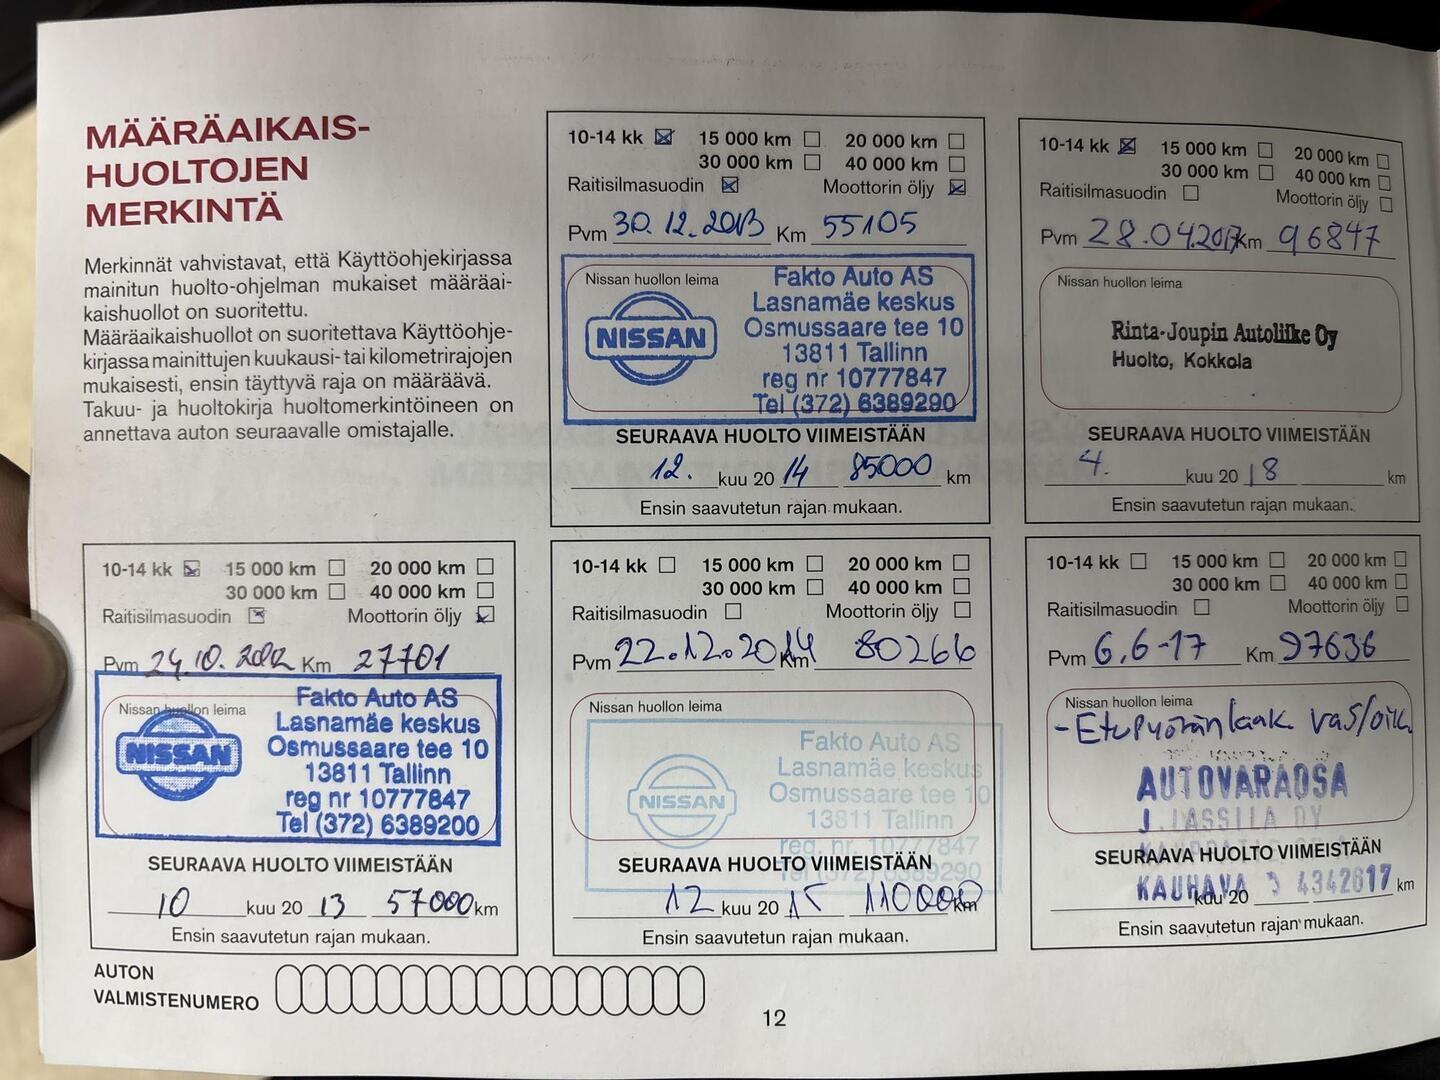 MÄÄRÄAIKAIS-
HUOLTOJEN
MERKINTÄ
Merkinnät vahvistavat, että Käyttöohjekirjassa
mainitun huolto-ohjelman mukaiset määräai-
kaishuollot on suoritettu.
Määräaikaishuollot on suoritettava Käyttöohje-
kirjassa mainittujen kuukausi- tai kilometrirajojen
mukaisesti, ensin täyttyvä raja on määräävä.
Takuu- ja huoltokirja huoltomerkintöineen on
annettava auton seuraavalle omistajalle.
10-14 kk 15 000 km 20 000 km
30 000 km 40 000 km
Raitisilmasuodin Moottorin öljy
Pvm 30.12.2013 Km 55105
Nissan huollon leima
NISSAN
Fakto Auto AS
Lasnamäe keskus
Osmussaare tee 10
13811 Tallinn
reg nr 10777847
Tel (372) 6389290
SEURAAVA HUOLTO VIIMEISTÄÄN
12. kuu 20 14 85000 km
Ensin saavutetun rajan mukaan.
10-14 kk 15 000 km 20 000 km
30 000 km 40 000 km
Raitisilmasuodin Moottorin öljy
Pvm 28.04.2017 Km 96847
Nissan huollon leima
Rinta-Joupin Autoliike Oy
Huolto, Kokkola
SEURAAVA HUOLTO VIIMEISTÄÄN
4. kuu 20 18 km
Ensin saavutetun rajan mukaan.
10-14 kk 15 000 km 20 000 km
30 000 km 40 000 km
Raitisilmasuodin Moottorin öljy
Pvm 24.10.2012 Km 27701
Nissan huollon leima
NISSAN
Fakto Auto AS
Lasnamäe keskus
Osmussaare tee 10
13811 Tallinn
reg nr 10777847
Tel (372) 6389200
SEURAAVA HUOLTO VIIMEISTÄÄN
10 kuu 20 13 57000 km
Ensin saavutetun rajan mukaan.
10-14 kk 15 000 km 20 000 km
30 000 km 40 000 km
Raitisilmasuodin Moottorin öljy
Pvm 22.12.2014 Km 80266
Nissan huollon leima
NISSAN
Fakto Auto AS
Lasnamäe keskus
Osmussaare tee 10
13811 Tallinn
reg. nr. 10777847
Tel (372) 6389290
SEURAAVA HUOLTO VIIMEISTÄÄN
12 kuu 20 15 110000 km
Ensin saavutetun rajan mukaan.
10-14 kk 15 000 km 20 000 km
30 000 km 40 000 km
Raitisilmasuodin Moottorin öljy
Pvm 6.6-17 Km 97636
Nissan huollon leima
- Etupyöränlaak vas/oik
AUTOVARAOSA
J. LASSILA OY
SEURAAVA HUOLTO VIIMEISTÄÄN
KAUHAVA 4342617 km
kuu 20
Ensin saavutetun rajan mukaan.
AUTON
VALMISTENUMERO
12